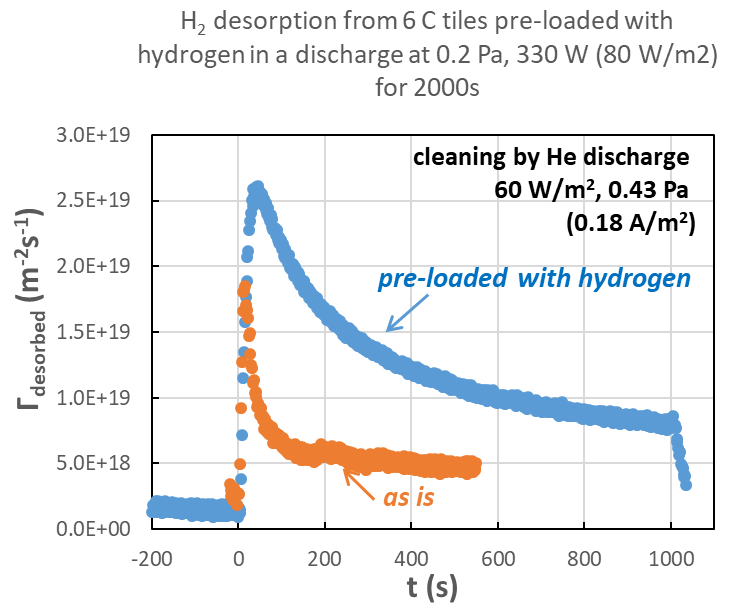 H₂ desorption from 6 C tiles pre-loaded with
hydrogen in a discharge at 0.2 Pa, 330 W (80 W/m2)
for 2000s
3.0E+19
2.5E+19
2.0E+19
1.5E+19
1.0E+19
5.0E+18
0.0E+00
Γdesorbed (m⁻²s⁻¹)
cleaning by He discharge
60 W/m², 0.43 Pa
(0.18 A/m²)
pre-loaded with hydrogen
as is
-200 0 200 400 600 800 1000
t (s)